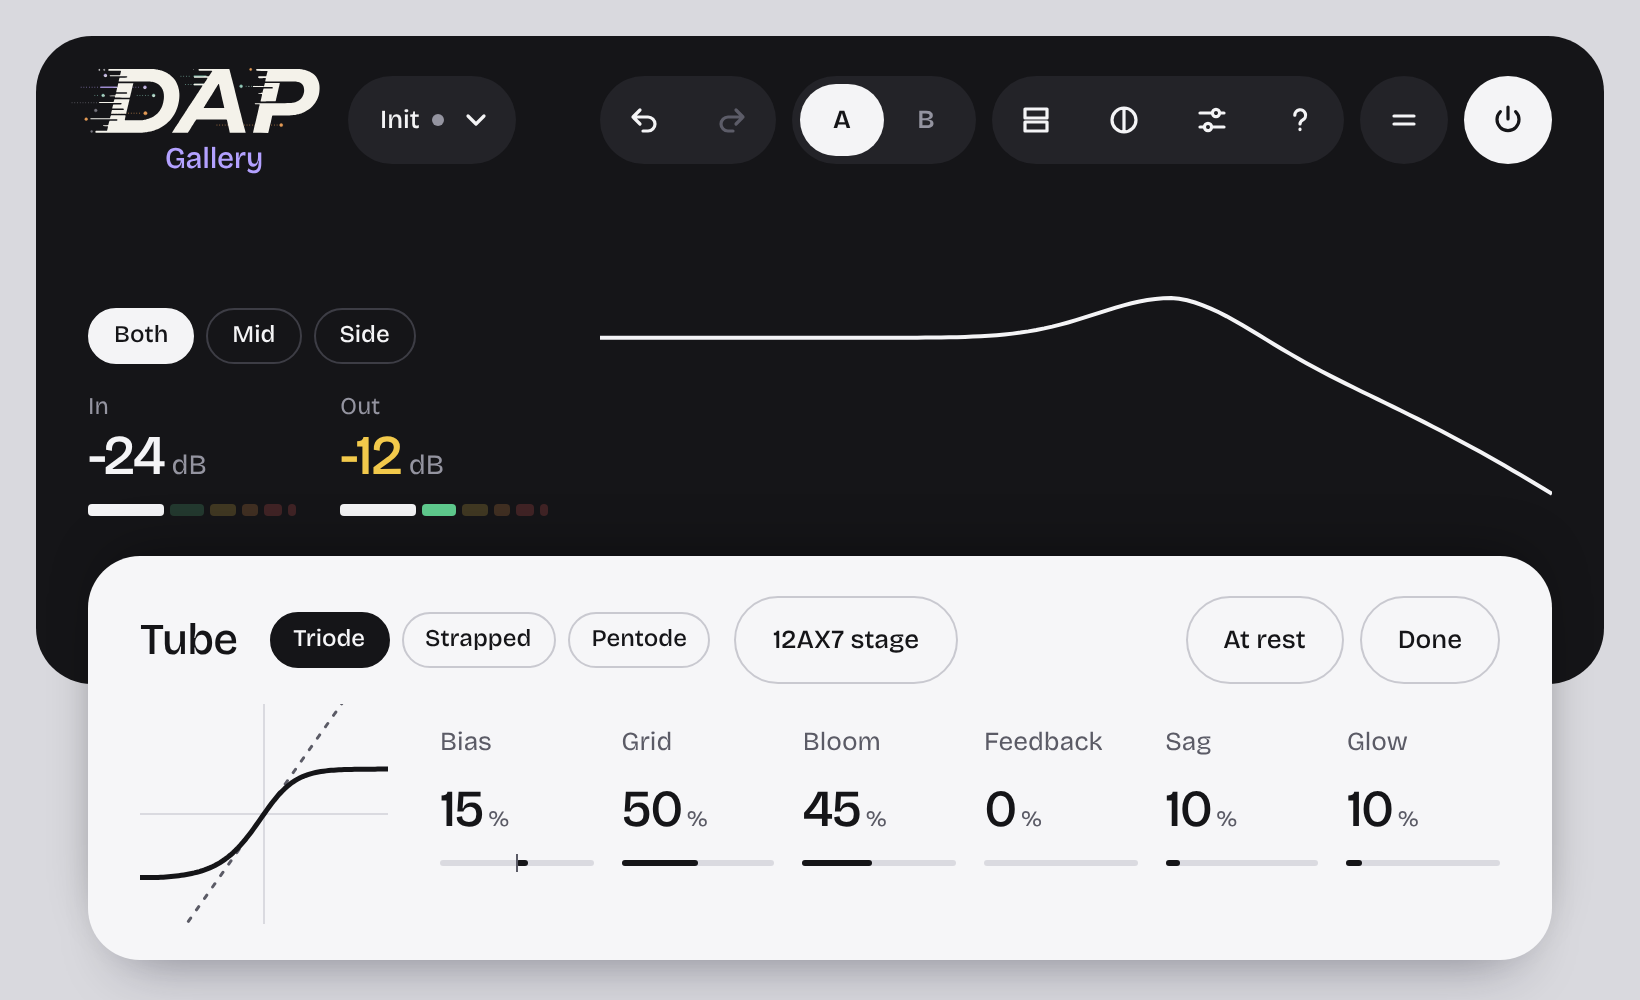 DAP
Gallery
Init
A
B
?
Both
Mid
Side
In
Out
-24 dB
-12 dB
Tube
Triode
Strapped
Pentode
12AX7 stage
At rest
Done
Bias
Grid
Bloom
Feedback
Sag
Glow
15 %
50 %
45 %
0 %
10 %
10 %